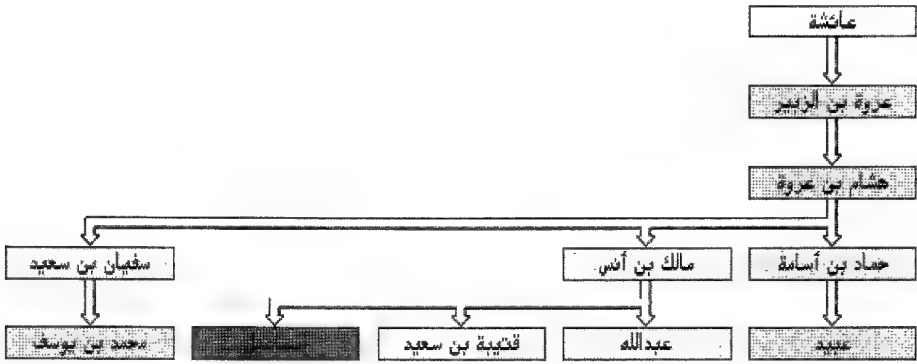 عائشة
عروة بن الزبير
هشام بن عروة
حماد بن أسامة
مالك بن أنس
سفيان بن سعيد
عبيد
عبدالله
قتيبة بن سعيد
محمد بن يوسف